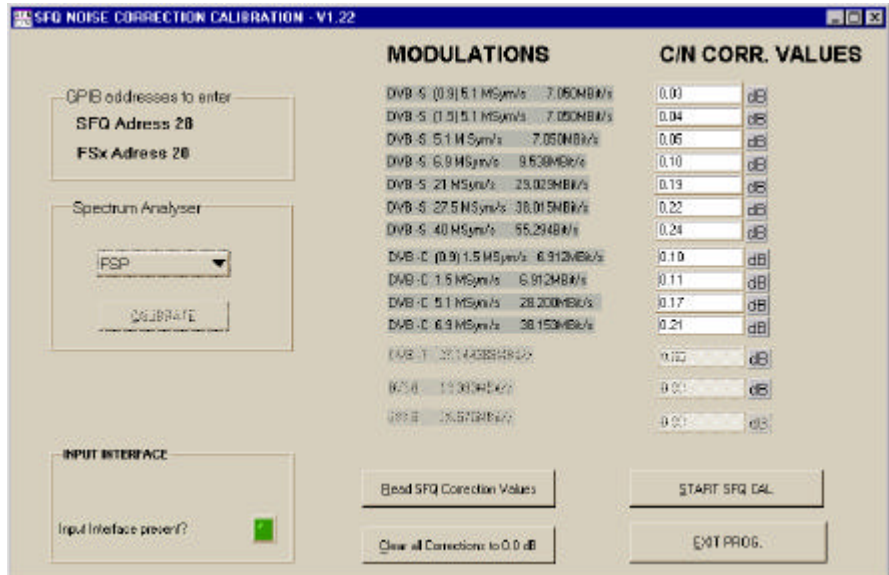 SFQ NOISE CORRECTION CALIBRATION - V1.22
MODULATIONS
C/N CORR. VALUES
GPIB addresses to enter
SFQ Adress 28
FSx Adress 20
Spectrum Analyser
FSP
CALIBRATE
DVB-S (0.9) 5.1 MSym/s 7.050MBit/s 0.03 dB
DVB-S (1.5) 5.1 MSym/s 7.050MBit/s 0.04 dB
DVB-S 5.1 M Sym/s 7.050MBit/s 0.05 dB
DVB-S 6.9 MSym/s 9.538MBit/s 0.10 dB
DVB-S 21 MSym/s 29.029MBit/s 0.19 dB
DVB-S 27.5 MSym/s 38.015MBit/s 0.22 dB
DVB-S 40 MSym/s 55.294Bit/s 0.24 dB
DVB-C (0.9) 1.5 MSym/s 6.912MBit/s 0.10 dB
DVB-C 1.5 MSym/s 6.912MBit/s 0.11 dB
DVB-C 5.1 MSym/s 28.200MBit/s 0.17 dB
DVB-C 6.9 MSym/s 38.153MBit/s 0.21 dB
dB
dB
dB
INPUT INTERFACE
Input Interface present?
Read SFQ Correction Values
Clear all Corrections to 0.0 dB
START SFQ CAL.
EXIT PROG.